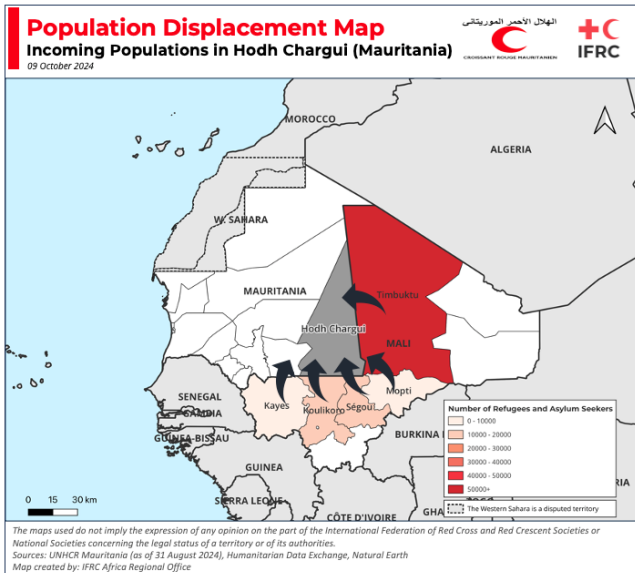 Population Displacement Map
Incoming Populations in Hodh Chargui (Mauritania)
09 October 2024
الهلال الأحمر الموريتاني
CROISSANT ROUGE MAURITANIEN
IFRC
MOROCCO
ALGERIA
W. SAHARA
MAURITANIA
Timbuktu
Hodh Chargui
MALI
Mopti
Kayes
Koulikoro
Ségou
SENEGAL
GAMBIA
GUINEA-BISSAU
BURKINA
GUINEA
SIERRA LEONE
CÔTE D'IVOIRE
GHA
Number of Refugees and Asylum Seekers
0 - 10000
10000 - 20000
20000 - 30000
30000 - 40000
40000 - 50000
50000+
The Western Sahara is a disputed territory
0 15 30 km
The maps used do not imply the expression of any opinion on the part of the International Federation of Red Cross and Red Crescent Societies or
National Societies concerning the legal status of a territory or of its authorities.
Sources: UNHCR Mauritania (as of 31 August 2024), Humanitarian Data Exchange, Natural Earth
Map created by: IFRC Africa Regional Office